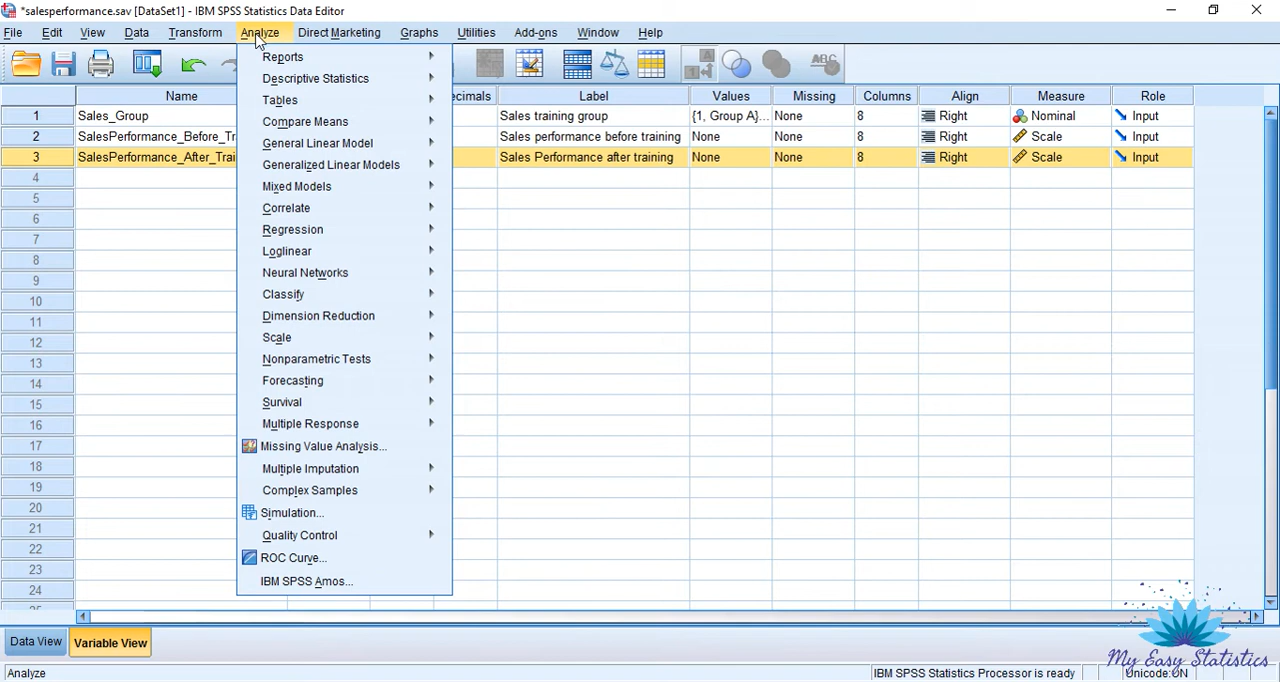 *salesperformance.sav [DataSet1] - IBM SPSS Statistics Data Editor
File Edit View Data Transform Analyze Direct Marketing Graphs Utilities Add-ons Window Help
Name ecimals Label Values Missing Columns Align Measure Role
1 Sales_Group Sales training group {1, Group A}... None 8 Right Nominal Input
2 SalesPerformance_Before_Tr Sales performance before training None None 8 Right Scale Input
3 SalesPerformance_After_Trai Sales Performance after training None None 8 Right Scale Input
4
5
6
7
8
9
10
11
12
13
14
15
16
17
18
19
20
21
22
23
24
Reports
Descriptive Statistics
Tables
Compare Means
General Linear Model
Generalized Linear Models
Mixed Models
Correlate
Regression
Loglinear
Neural Networks
Classify
Dimension Reduction
Scale
Nonparametric Tests
Forecasting
Survival
Multiple Response
Missing Value Analysis...
Multiple Imputation
Complex Samples
Simulation...
Quality Control
ROC Curve...
IBM SPSS Amos...
Data View Variable View
My Easy Statistics
Analyze IBM SPSS Statistics Processor is ready Unicode:ON